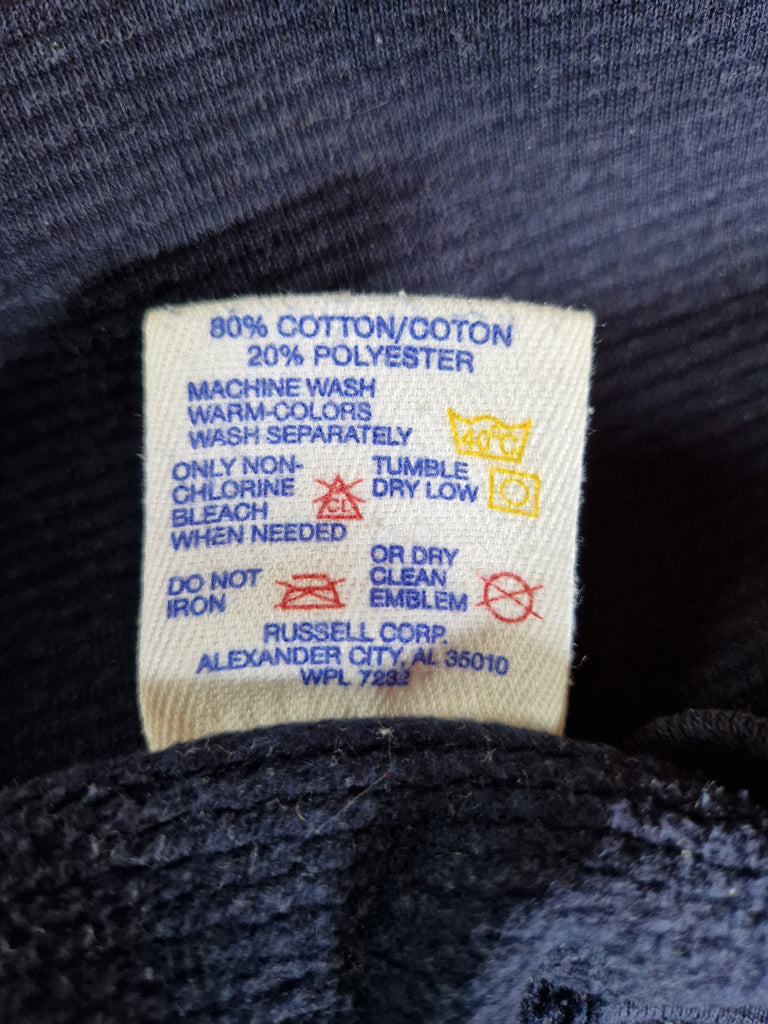 80% COTTON/COTON
20% POLYESTER
MACHINE WASH
WARM-COLORS
WASH SEPARATELY
40°C
ONLY NON-
CHLORINE
BLEACH
WHEN NEEDED
CL
TUMBLE
DRY LOW
DO NOT
IRON
OR DRY
CLEAN
EMBLEM
RUSSELL CORP.
ALEXANDER CITY, AL 35010
WPL 7232